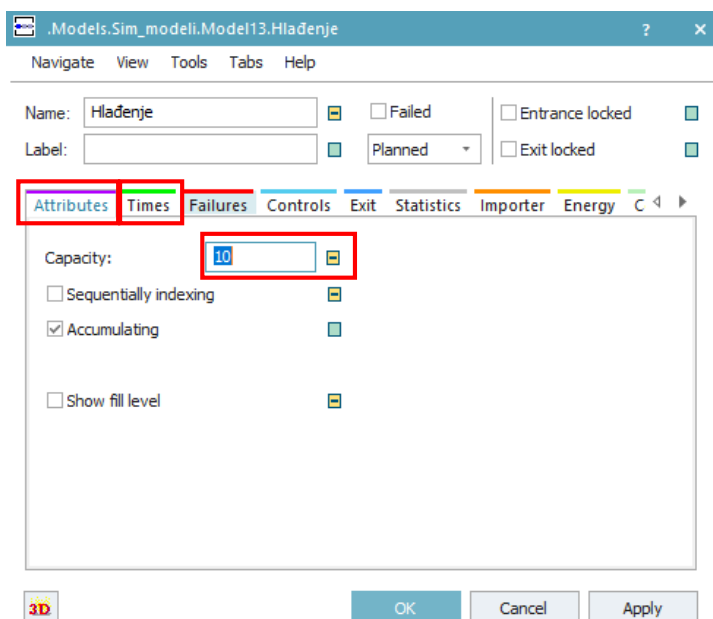 .Models.Sim_modeli.Model13.Hlađenje ? ×
Navigate View Tools Tabs Help
Name: Hlađenje Failed Entrance locked
Label: Planned Exit locked
Attributes Times Failures Controls Exit Statistics Importer Energy C
Capacity: 10
Sequentially indexing
Accumulating
Show fill level
3D OK Cancel Apply